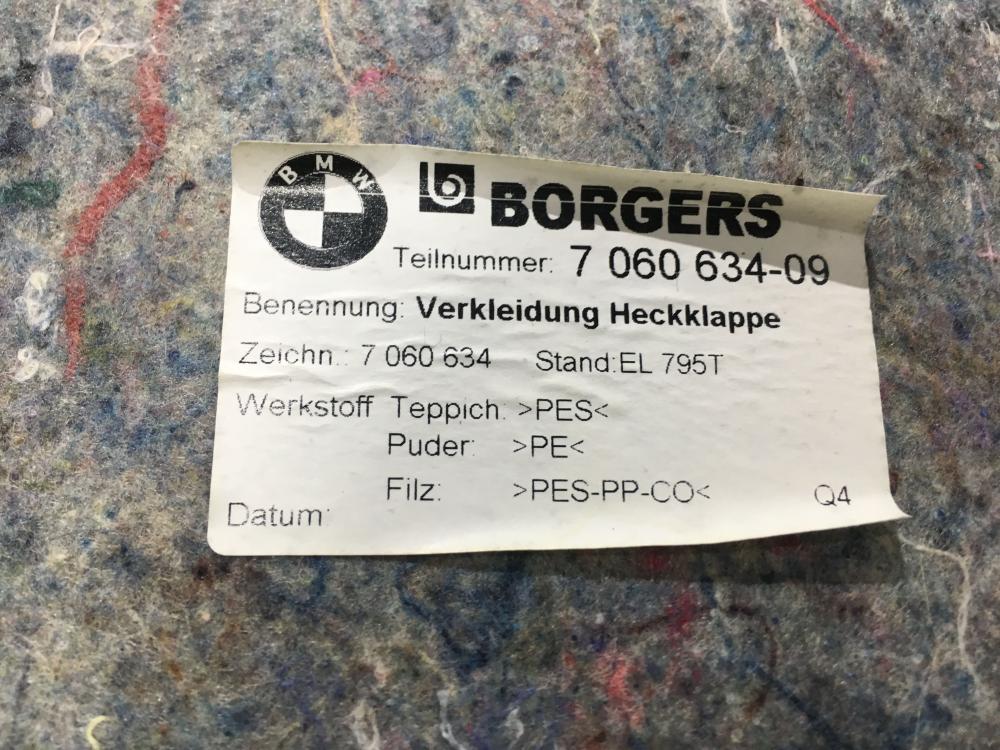 BMW
BORGERS
Teilnummer: 7 060 634-09
Benennung: Verkleidung Heckklappe
Zeichn.: 7 060 634 Stand:EL 795T
Werkstoff Teppich: >PES<
Puder: >PE<
Filz: >PES-PP-CO< Q4
Datum: